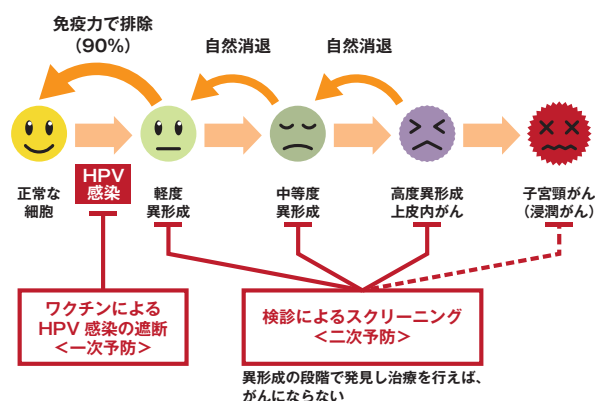 免疫力で排除
（90%）
自然消退
自然消退
HPV
感染
正常な
細胞
軽度
異形成
中等度
異形成
高度異形成
上皮内がん
子宮頸がん
（浸潤がん）
ワクチンによる
HPV 感染の遮断
＜一次予防＞
検診によるスクリーニング
＜二次予防＞
異形成の段階で発見し治療を行えば、
がんにならない